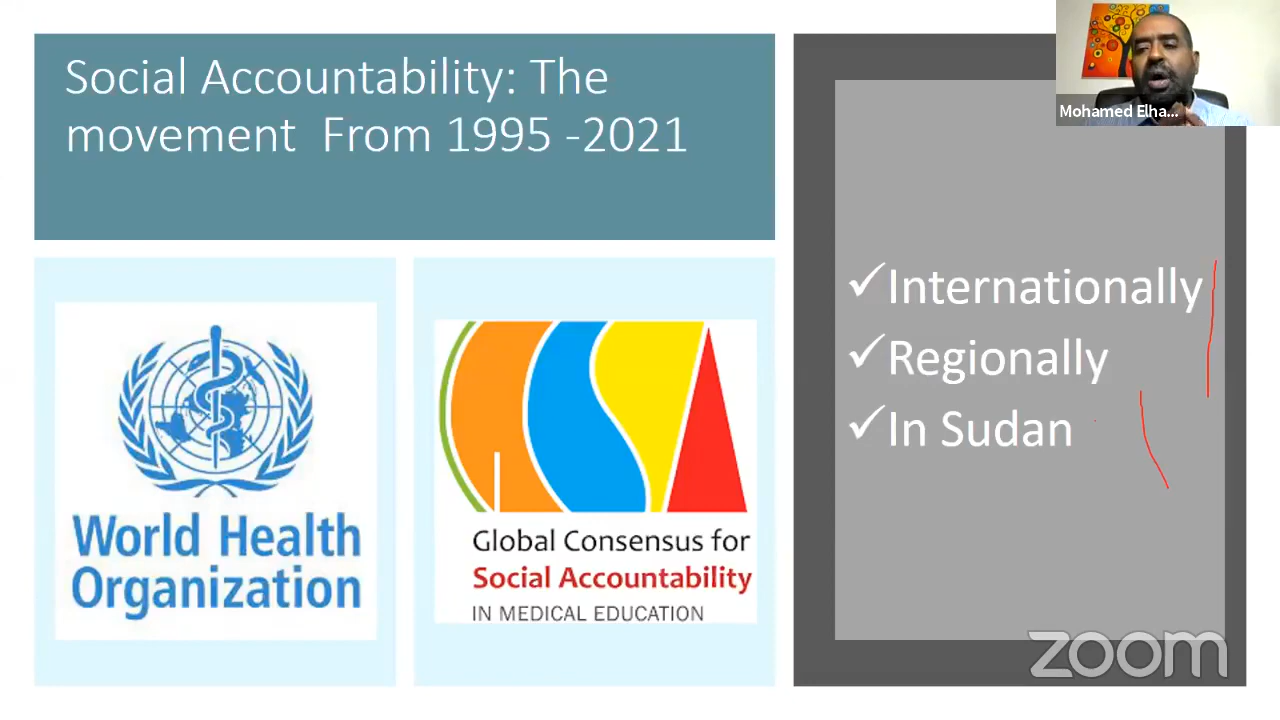 Social Accountability: The
movement From 1995 -2021
Mohamed Elha...
✓Internationally
✓Regionally
✓In Sudan
World Health
Organization
Global Consensus for
Social Accountability
IN MEDICAL EDUCATION
zoom